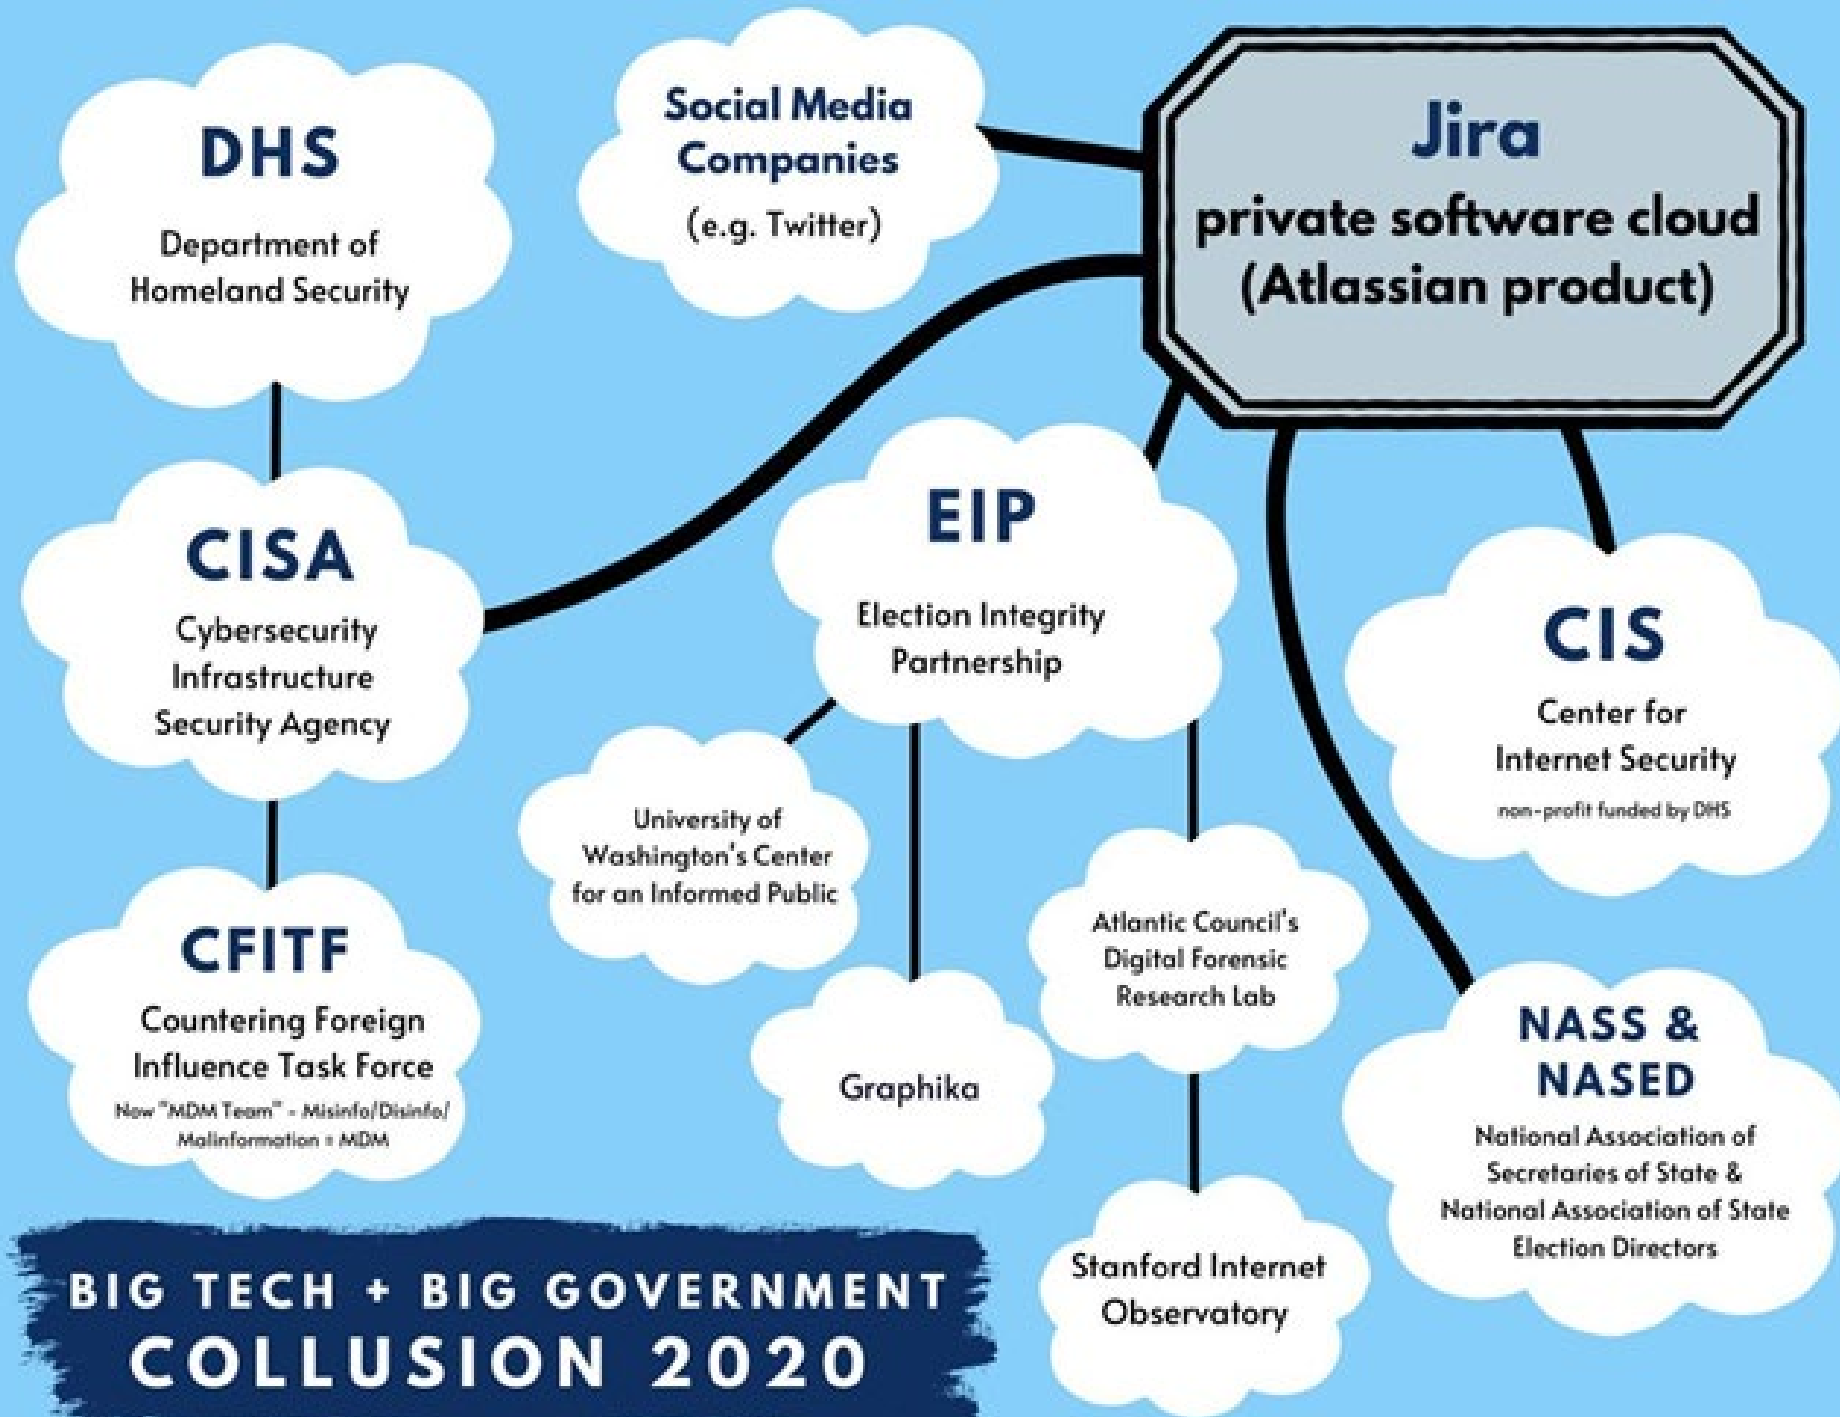 DHS
Department of
Homeland Security
Social Media
Companies
(e.g. Twitter)
Jira
private software cloud
(Atlassian product)
CISA
Cybersecurity
Infrastructure
Security Agency
EIP
Election Integrity
Partnership
CIS
Center for
Internet Security
non-profit funded by DHS
University of
Washington's Center
for an Informed Public
CFITF
Countering Foreign
Influence Task Force
Now "MDM Team" - Misinfo/Disinfo/
Malinformation = MDM
Graphika
Atlantic Council's
Digital Forensic
Research Lab
NASS &
NASED
National Association of
Secretaries of State &
National Association of State
Election Directors
Stanford Internet
Observatory
BIG TECH + BIG GOVERNMENT
COLLUSION 2020